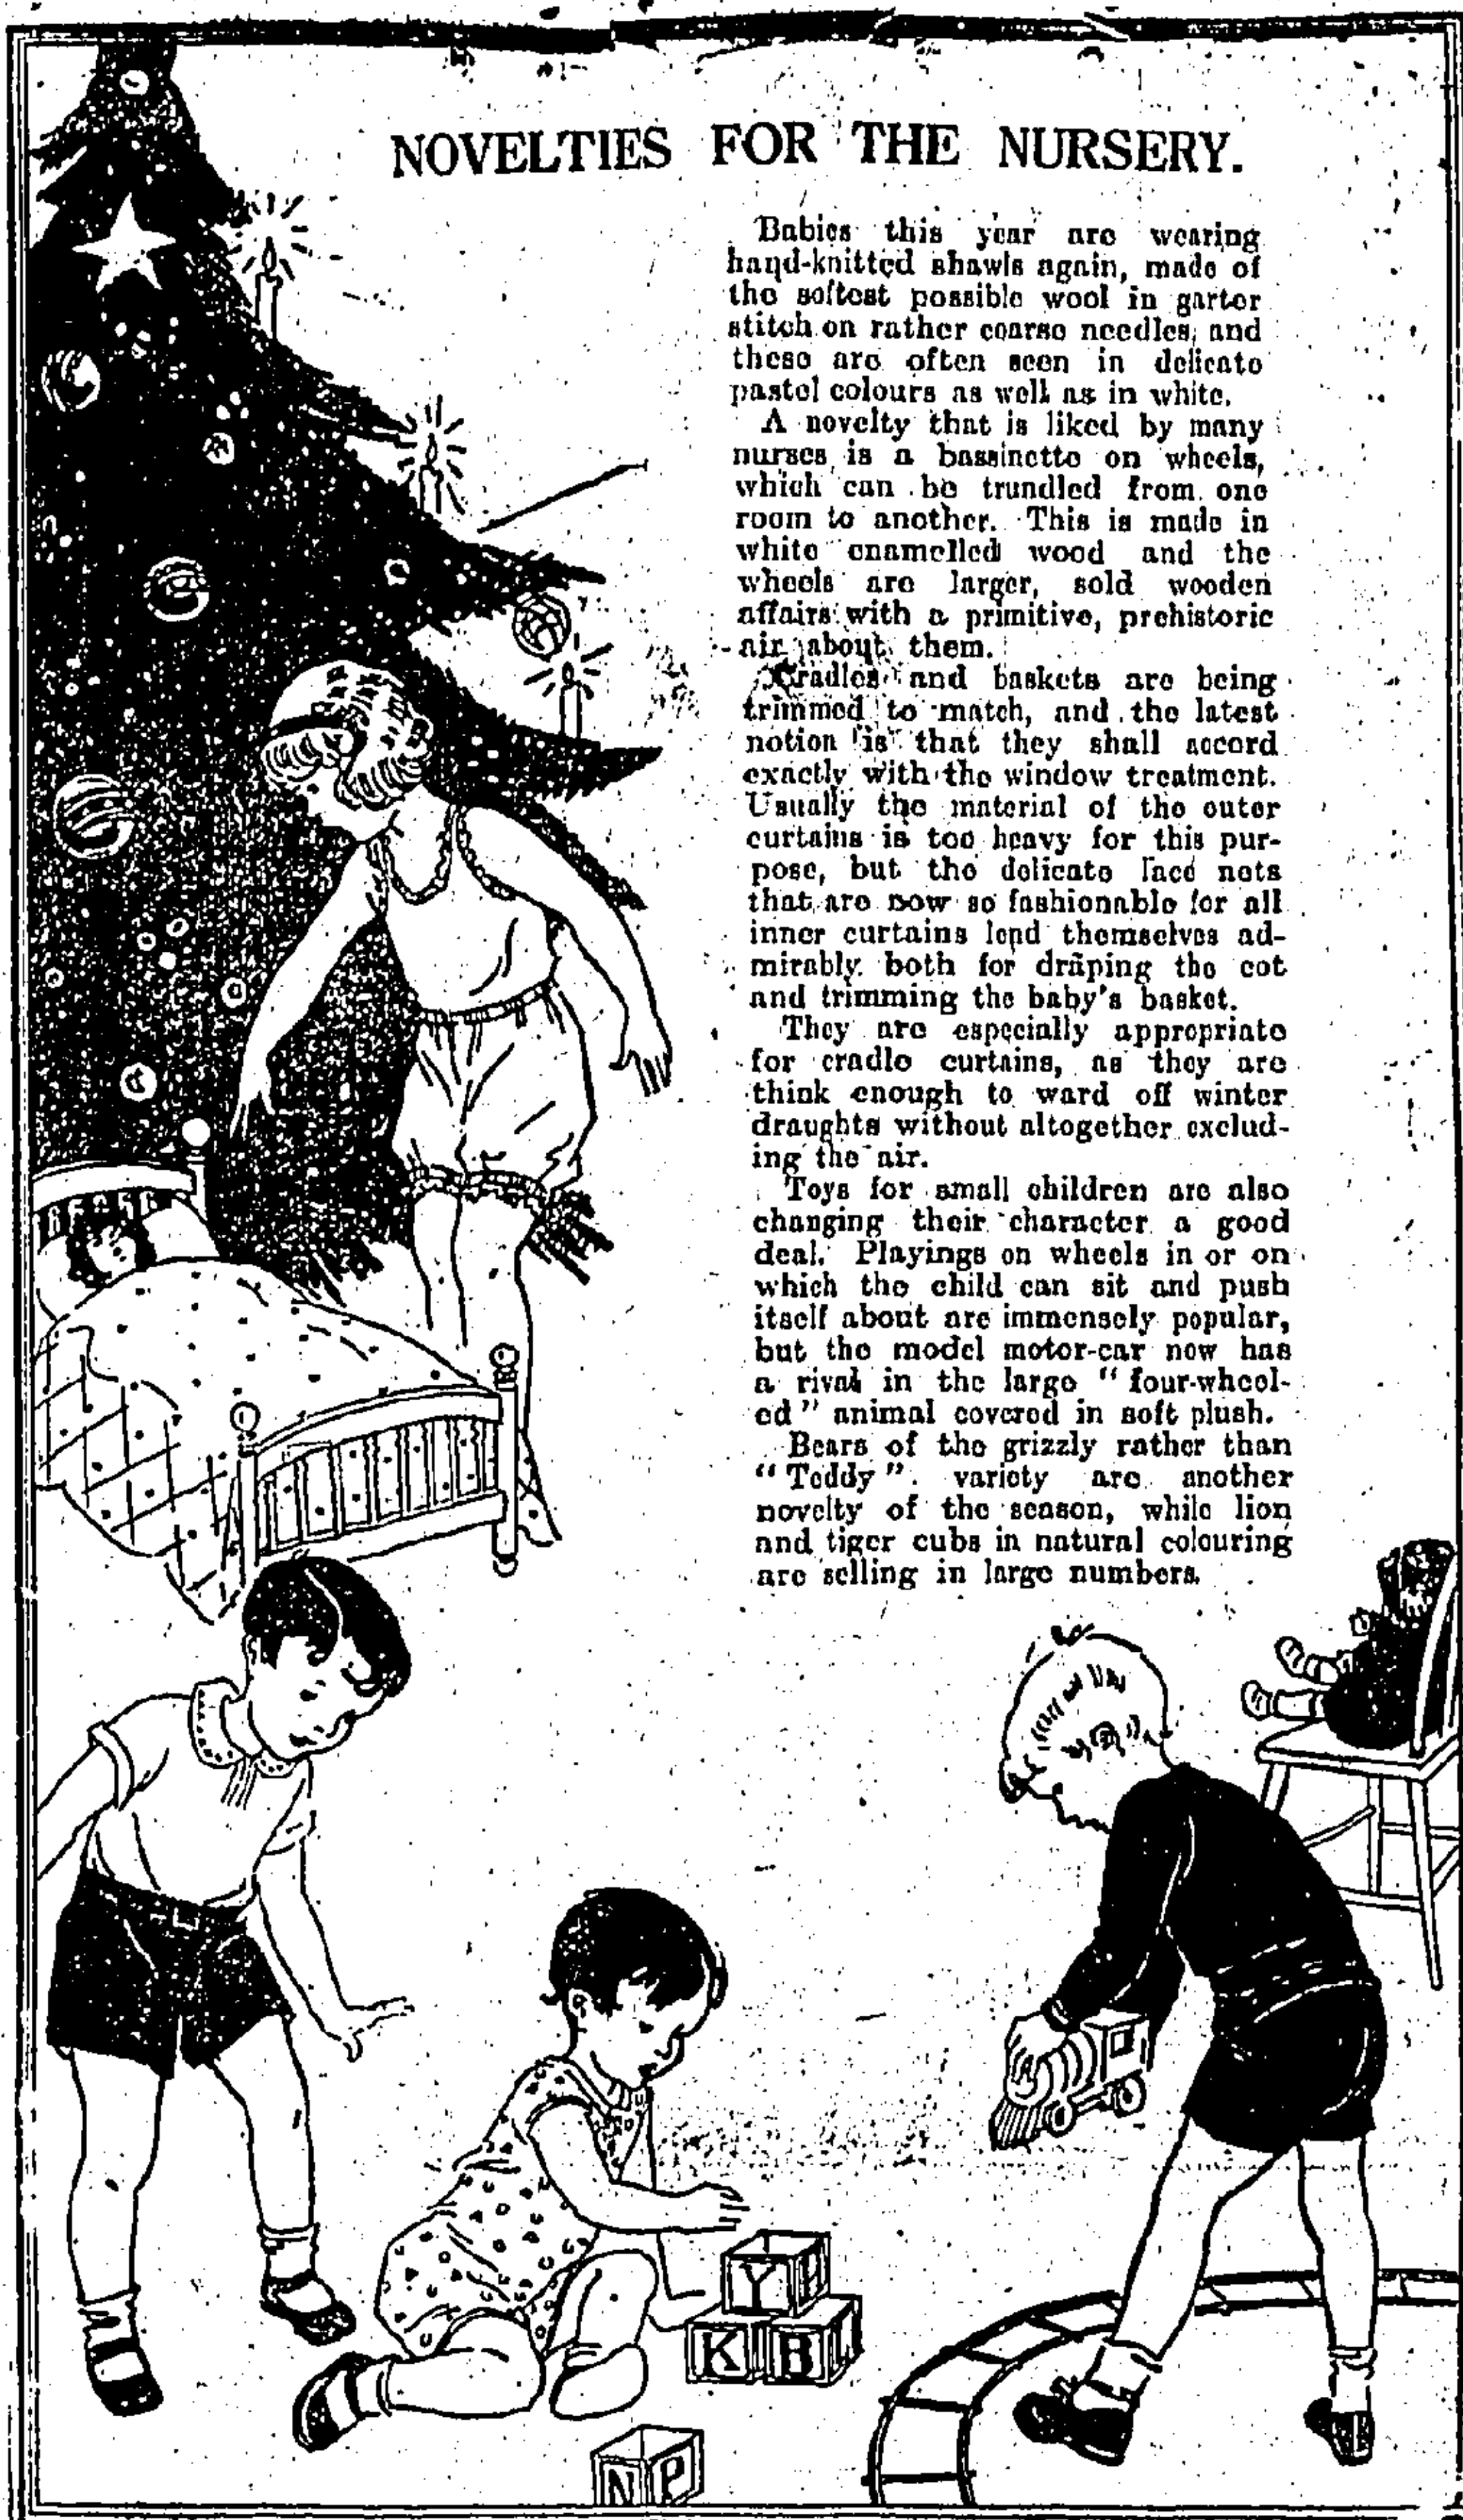 NOVELTIES FOR THE NURSERY.
Babies this year are wearing
hand-knitted shawls again, made of
the softest possible wool in garter
stitch on rather coarse needles, and
these are often seen in delicate
pastel colours as well as in white.
A novelty that is liked by many
nurses is a bassinette on wheels,
which can be trundled from one
room to another. This is made in
white enamelled wood and the
wheels are larger, sold wooden
affairs with a primitive, prehistoric
air about them.
Cradles and baskets are being
trimmed to match, and the latest
notion is that they shall accord
exactly with the window treatment.
Usually the material of the outer
curtains is too heavy for this pur-
pose, but the delicate lace nets
that are now so fashionable for all
inner curtains lend themselves ad-
mirably both for draping the cot
and trimming the baby's basket.
They are especially appropriate
for cradle curtains, as they are
think enough to ward off winter
draughts without altogether exclud-
ing the air.
Toys for small children are also
changing their character a good
deal. Playings on wheels in or on
which the child can sit and push
itself about are immensely popular,
but the model motor-car now has
a rival in the large "four-wheel-
ed" animal covered in soft plush.
Bears of the grizzly rather than
"Teddy" variety are another
novelty of the season, while lion
and tiger cubs in natural colouring
are selling in large numbers.
Y
K B
N P